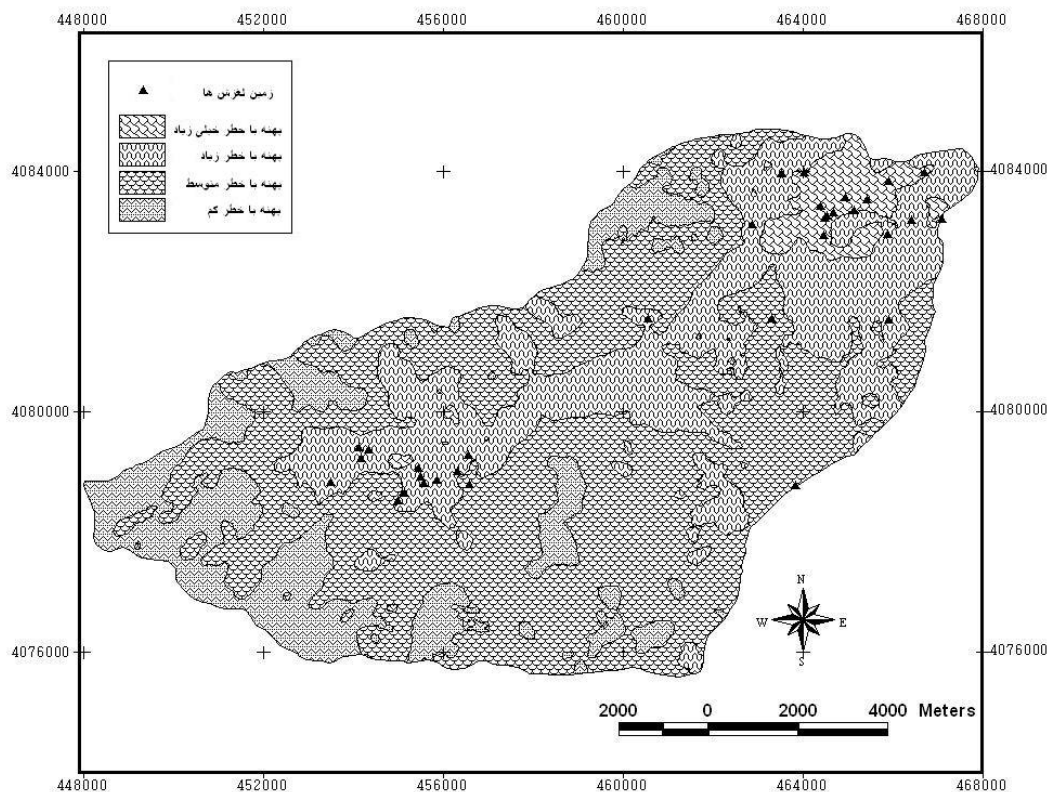 448000 452000 456000 460000 464000 468000
زمین لغزش ها
پهنه با خطر خیلی زیاد
پهنه با خطر زیاد
پهنه با خطر متوسط
پهنه با خطر کم
4084000 4084000
4080000 4080000
N
W E
S
4076000 4076000
2000 0 2000 4000 Meters
448000 452000 456000 460000 464000 468000